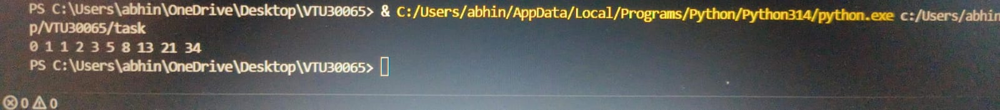 PS C:\Users\abhin\OneDrive\Desktop\VTU30065> & C:/Users/abhin/AppData/Local/Programs/Python/Python314/python.exe c:/Users/abhin
p/VTU30065/task
0 1 1 2 3 5 8 13 21 34
PS C:\Users\abhin\OneDrive\Desktop\VTU30065>
0 0